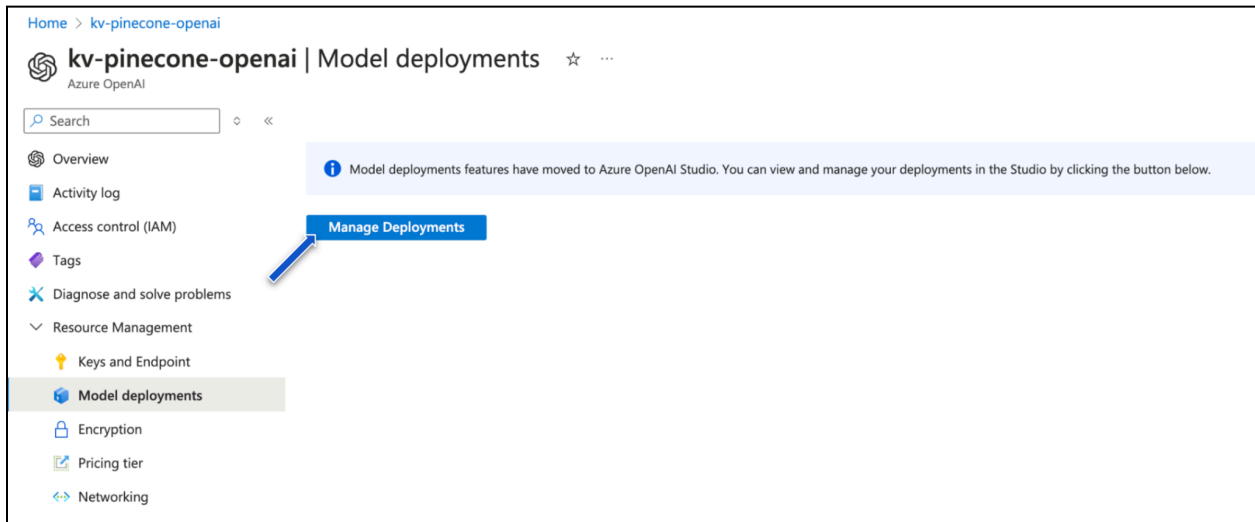 Home > kv-pinecone-openai
kv-pinecone-openai | Model deployments
Azure OpenAI
Search
Overview
Activity log
Access control (IAM)
Tags
Diagnose and solve problems
Resource Management
Keys and Endpoint
Model deployments
Encryption
Pricing tier
Networking
Model deployments features have moved to Azure OpenAI Studio. You can view and manage your deployments in the Studio by clicking the button below.
Manage Deployments